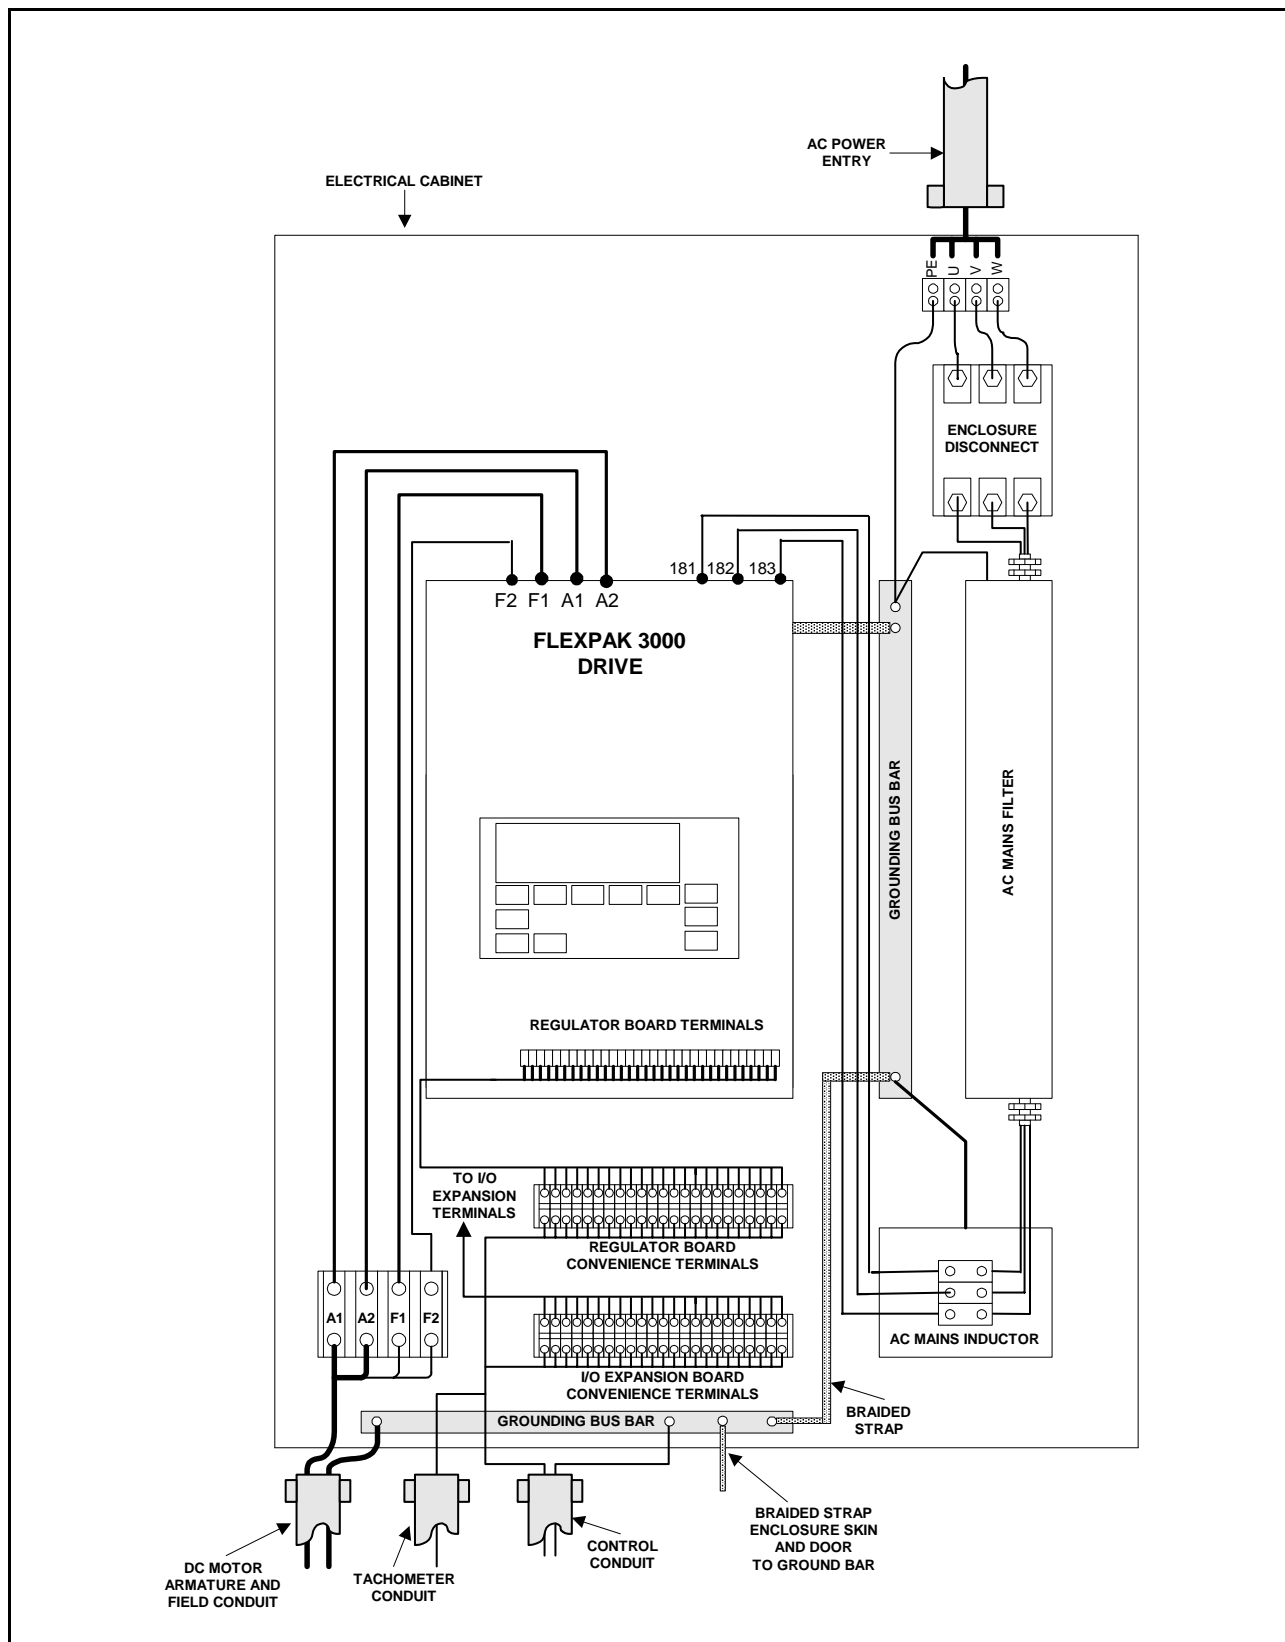 AC POWER
ENTRY
ELECTRICAL CABINET
PE
U
V
W
ENCLOSURE
DISCONNECT
181
182
183
F2
F1
A1
A2
FLEXPAK 3000
DRIVE
GROUNDING BUS BAR
AC MAINS FILTER
REGULATOR BOARD TERMINALS
TO I/O
EXPANSION
TERMINALS
REGULATOR BOARD
CONVENIENCE TERMINALS
A1
A2
F1
F2
AC MAINS INDUCTOR
I/O EXPANSION BOARD
CONVENIENCE TERMINALS
BRAIDED
STRAP
GROUNDING BUS BAR
DC MOTOR
ARMATURE AND
FIELD CONDUIT
TACHOMETER
CONDUIT
CONTROL
CONDUIT
BRAIDED STRAP
ENCLOSURE SKIN
AND DOOR
TO GROUND BAR